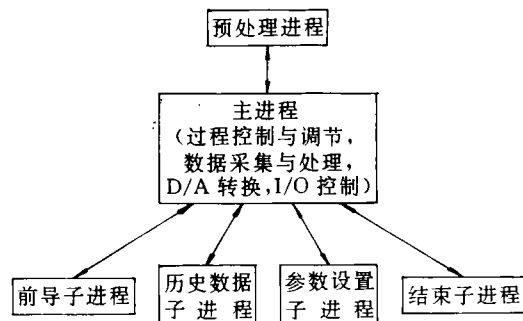 预处理进程
主进程
(过程控制与调节,
数据采集与处理,
D/A 转换,I/O 控制)
前导子进程
历史数据
子进程
参数设置
子进程
结束子进程